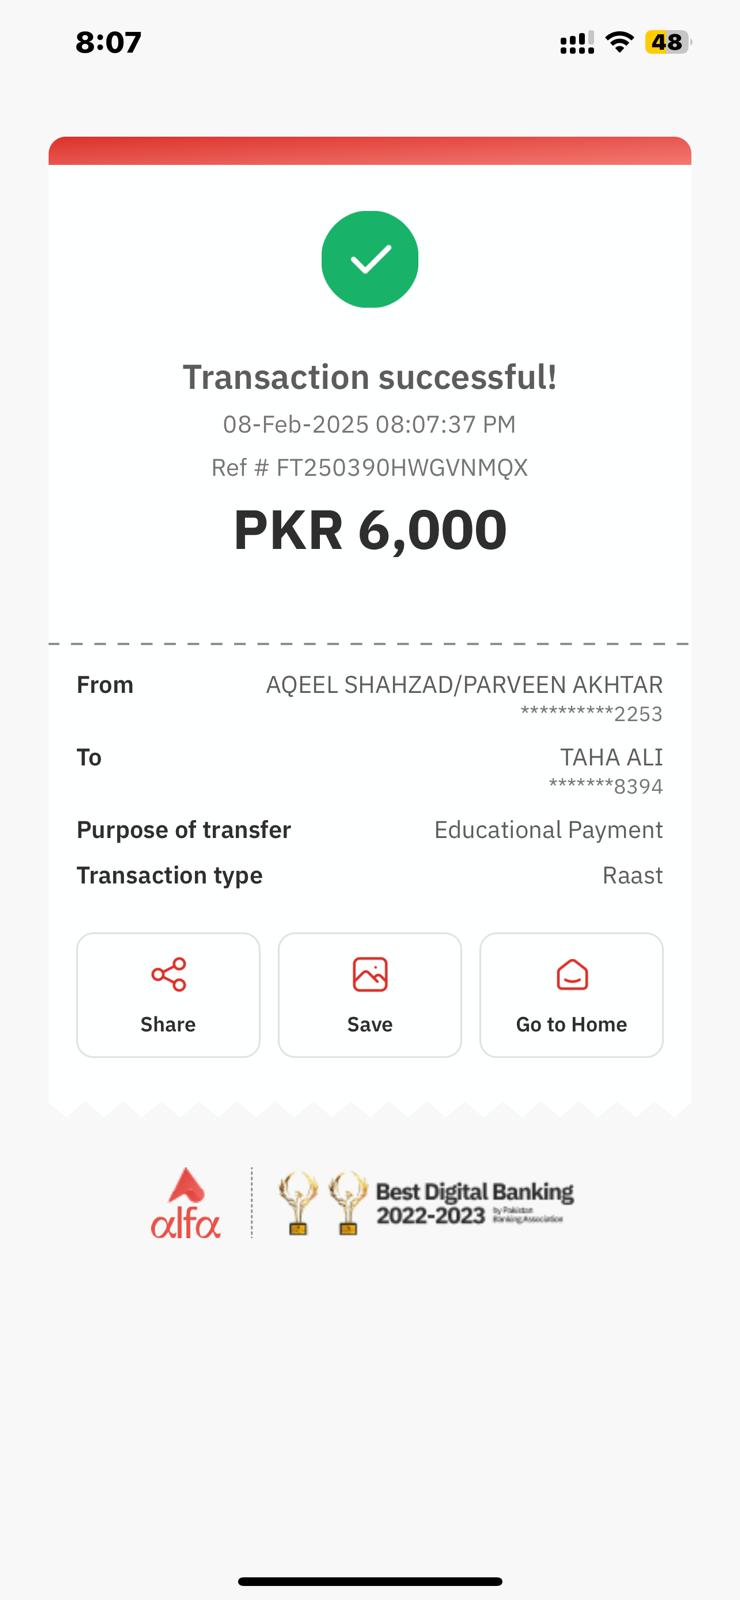 8:07
48
Transaction successful!
08-Feb-2025 08:07:37 PM
Ref # FT250390HWGVNMQX
PKR 6,000
From AQEEL SHAHZAD/PARVEEN AKHTAR
**********2253
To TAHA ALI
*******8394
Purpose of transfer Educational Payment
Transaction type Raast
Share Save Go to Home
alfa
Best Digital Banking
2022-2023 by Pakistan
Banking Association